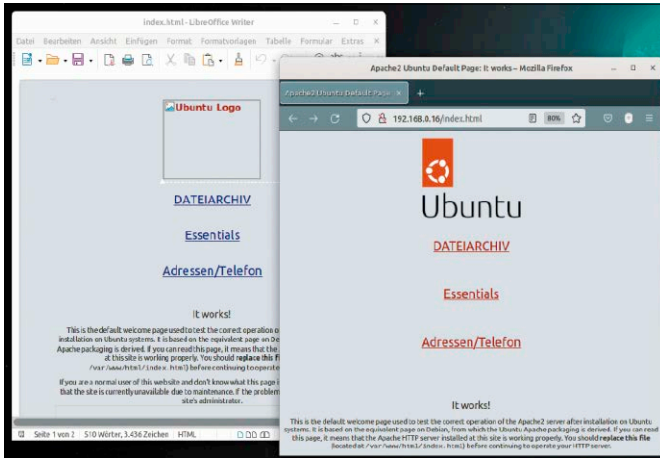 index.html - LibreOffice Writer
Datei Bearbeiten Ansicht Einfügen Format Formatvorlagen Tabelle Formular Extras
Ubuntu Logo
DATEIARCHIV
Essentials
Adressen/Telefon
It works!
This is the default welcome page used to test the correct operation o
installation on Ubuntu systems. It is based on the equivalent page on De
Apache packaging is derived. If you can read this page, it means that the
at this site is working properly. You should replace this fi
/var/www/html/index.html) before continuing to operate
If you are a normal user of this website and don't know what this page i
that the site is currently unavailable due to maintenance. If the problem
site's administrator.
Seite 1 von 2 510 Wörter, 3.436 Zeichen HTML
Apache2 Ubuntu Default Page: It works – Mozilla Firefox
Apache2 Ubuntu Default Page
192.168.0.16/index.html 80%
Ubuntu
DATEIARCHIV
Essentials
Adressen/Telefon
It works!
This is the default welcome page used to test the correct operation of the Apache2 server after installation on Ubuntu
systems. It is based on the equivalent page on Debian, from which the Ubuntu Apache packaging is derived. If you can read
this page, it means that the Apache HTTP server installed at this site is working properly. You should replace this file
(located at /var/www/html/index.html) before continuing to operate your HTTP server.